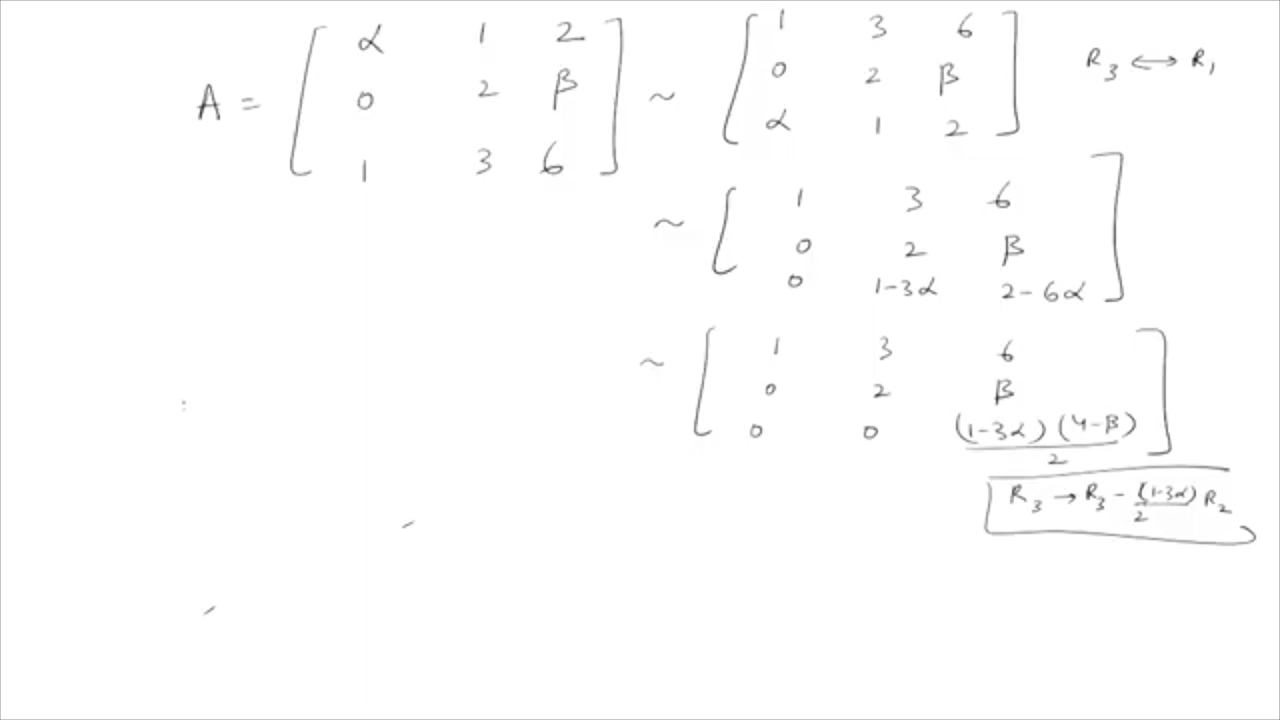 A = [ α 1 2 ] ~ [ 1 3 6 ] R₃ ↔ R₁
[ 0 2 β ] [ 0 2 β ]
[ 1 3 6 ] [ α 1 2 ]
~ [ 1 3 6 ]
[ 0 2 β ]
[ 0 1-3α 2-6α ]
~ [ 1 3 6 ]
[ 0 2 β ]
[ 0 0 (1-3α)(4-β)/2 ]
R₃ → R₃ - (1-3α)/2 R₂